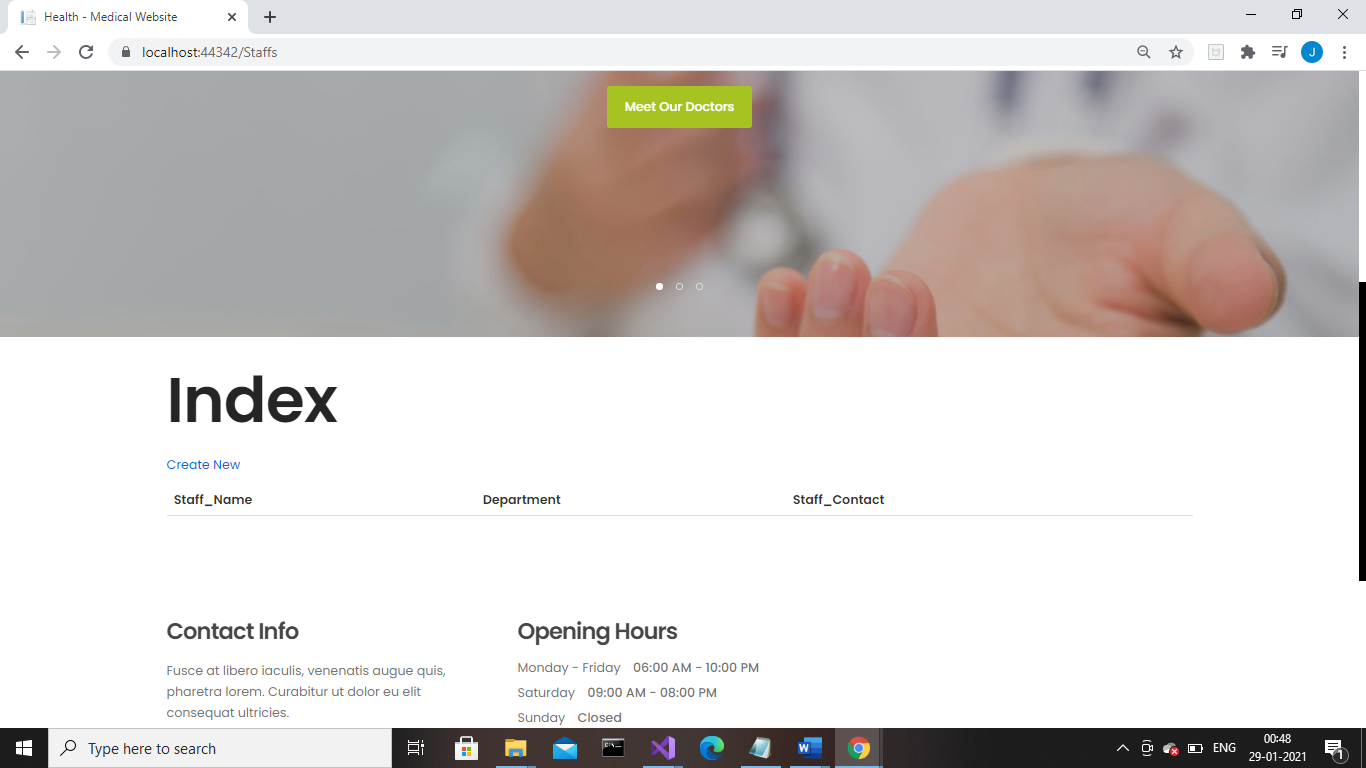 Health - Medical Website
localhost:44342/Staffs
J
Meet Our Doctors
Index
Create New
Staff_Name Department Staff_Contact
Contact Info
Fusce at libero iaculis, venenatis augue quis,
pharetra lorem. Curabitur ut dolor eu elit
consequat ultricies.
Opening Hours
Monday - Friday 06:00 AM - 10:00 PM
Saturday 09:00 AM - 08:00 PM
Sunday Closed
Type here to search
ENG
00:48
29-01-2021
1